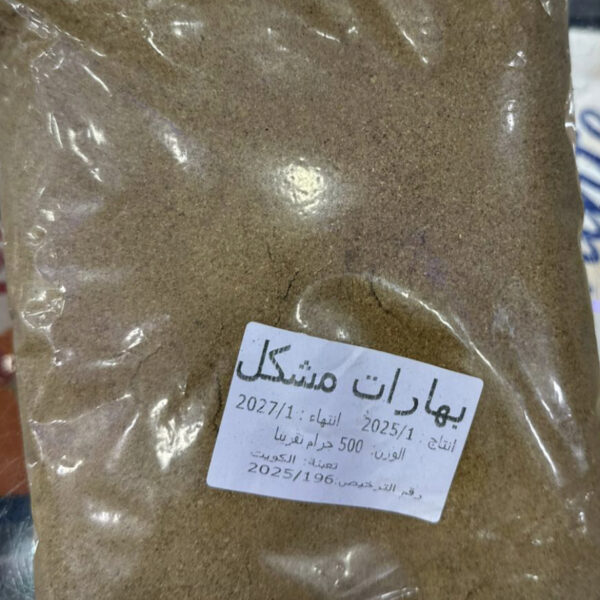 بهارات مشكل
انتاج : 2025/1 انتهاء : 2027/1
الوزن: 500 جرام تقريبا
تعبئة: الكويت
رقم الترخيص:2025/196